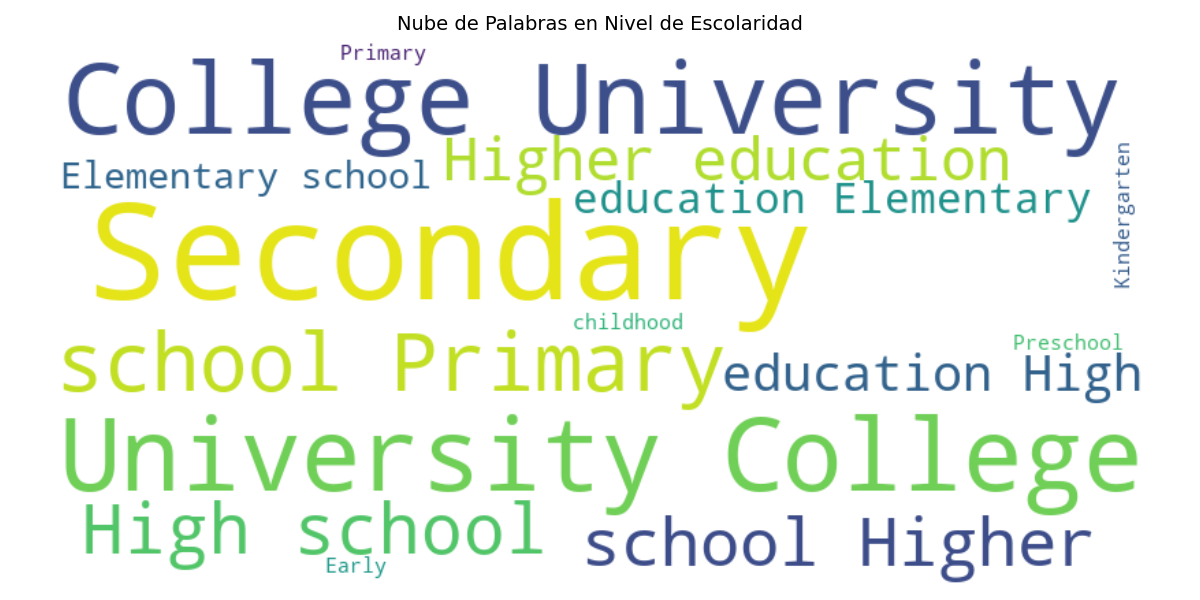 Nube de Palabras en Nivel de Escolaridad
Primary
College University
Higher education
Elementary school
education Elementary
Kindergarten
Secondary
childhood
school Primary
Preschool
education High
University College
High school
school Higher
Early